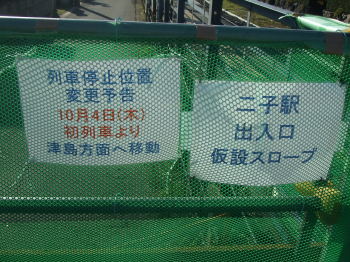 列車停止位置
変更予告
10月4日(木)
初列車より
津島方面へ移動
二子駅
出入口
仮設スロープ